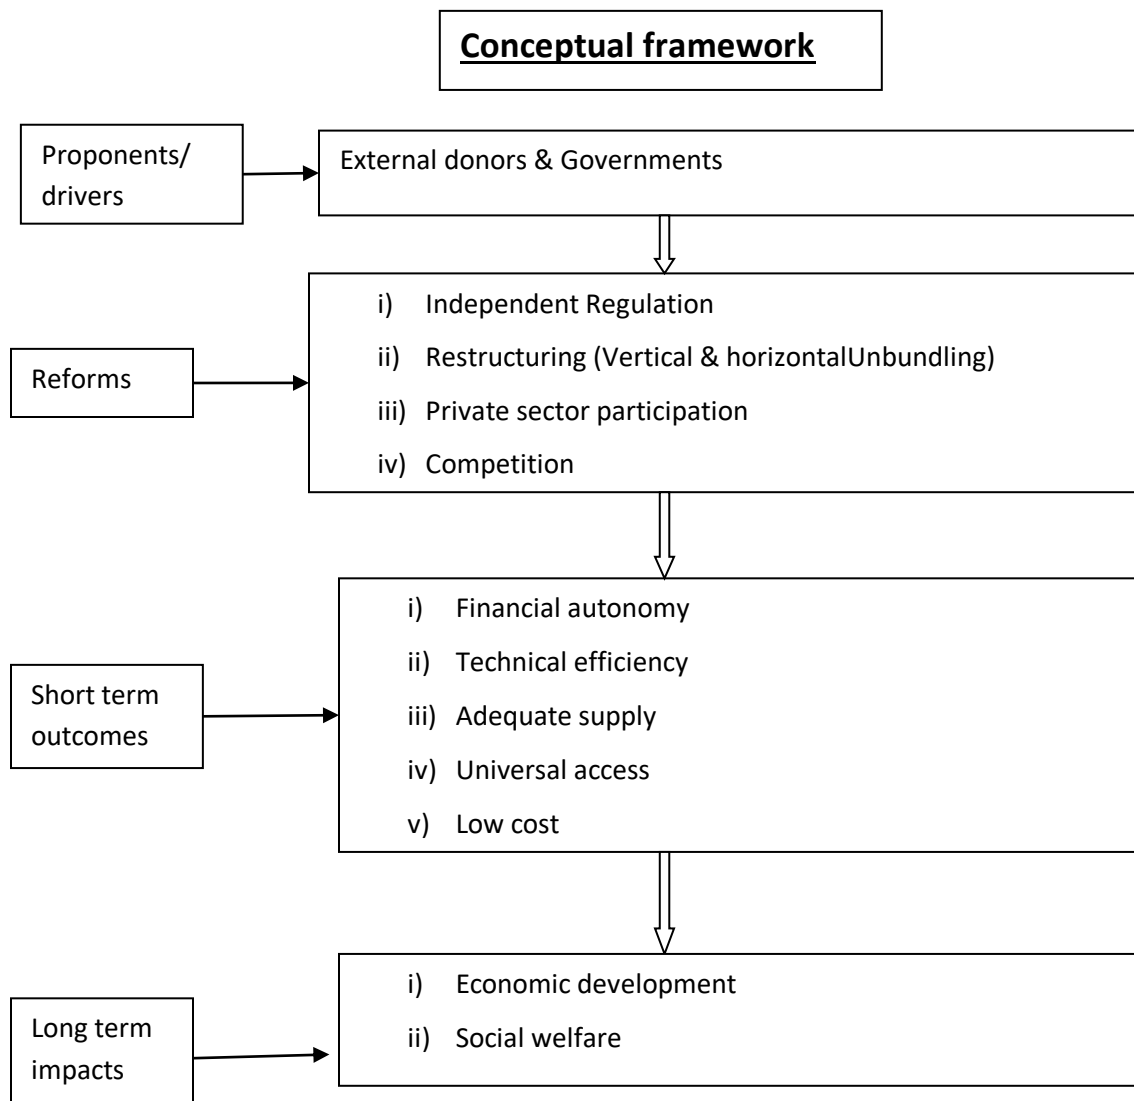 Conceptual framework
Proponents/
drivers
External donors & Governments
Reforms
i) Independent Regulation
ii) Restructuring (Vertical & horizontalUnbundling)
iii) Private sector participation
iv) Competition
Short term
outcomes
i) Financial autonomy
ii) Technical efficiency
iii) Adequate supply
iv) Universal access
v) Low cost
Long term
impacts
i) Economic development
ii) Social welfare